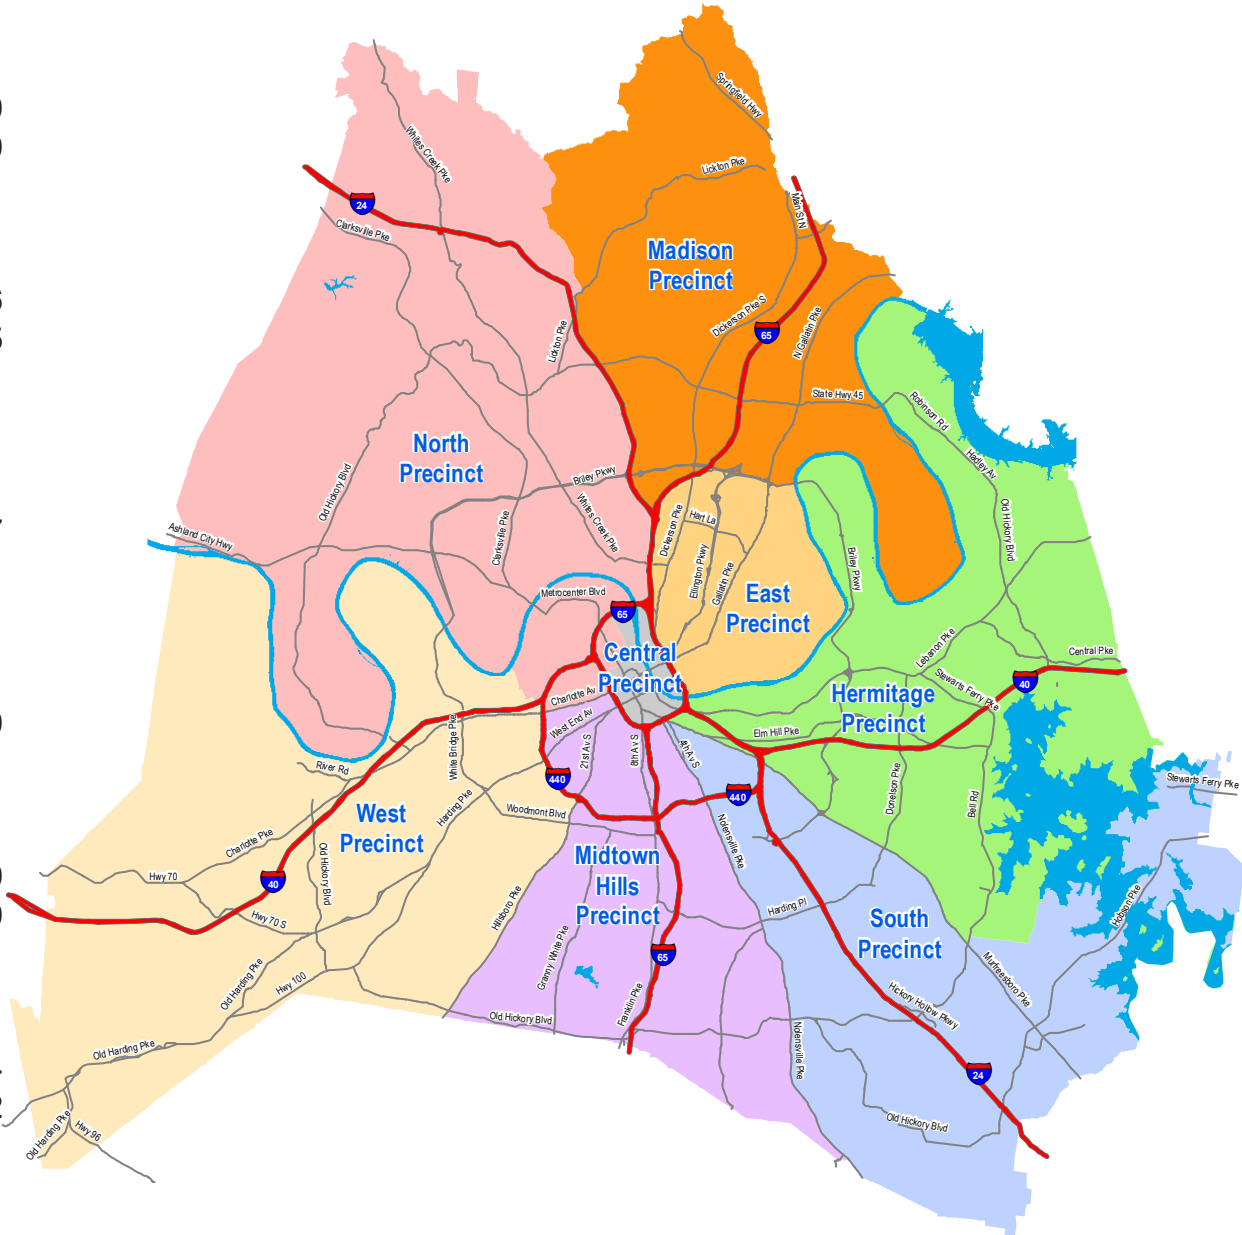 Springfield Hwy
Whites Creek Pke
Lickton Pke
24
Main St N
Clarksville Pke
Madison
Precinct
Dickerson Pke S
65
N Gallatin Pke
Lickton Pke
State Hwy 45
Robinson Rd
North
Precinct
Hadley Av
Old Hickory Blvd
Briley Pkwy
Whites Creek Pke
Clarksville Pke
Dickerson Pke
Hart La
Old Hickory Blvd
Ashland City Hwy
Ellington Pkwy
Gallatin Pke
Briley Pkwy
Metrocenter Blvd
65
East
Precinct
Central
Precinct
Lebanon Pke
Central Pke
Stewarts Ferry Pke
40
Hermitage
Precinct
Charlotte Av
West End Av
21st Av S
8th Av S
4th Av S
Elm Hill Pke
White Bridge Pke
River Rd
440
440
Donelson Pke
Bell Rd
Stewarts Ferry Pke
West
Precinct
Harding Pke
Woodmont Blvd
Nolensville Pke
Charlotte Pke
Old Hickory Blvd
Midtown
Hills
Precinct
Hwy 70
40
Hwy 70 S
Hillsboro Pke
Granny White Pke
Harding Pl
South
Precinct
Hobson Pke
65
Murfreesboro Pke
Old Harding Pke
Hwy 100
Franklin Pke
Hickory Hollow Pkwy
Old Hickory Blvd
Nolensville Pke
Old Harding Pke
24
Old Hickory Blvd
Old Harding Pke
Hwy 96